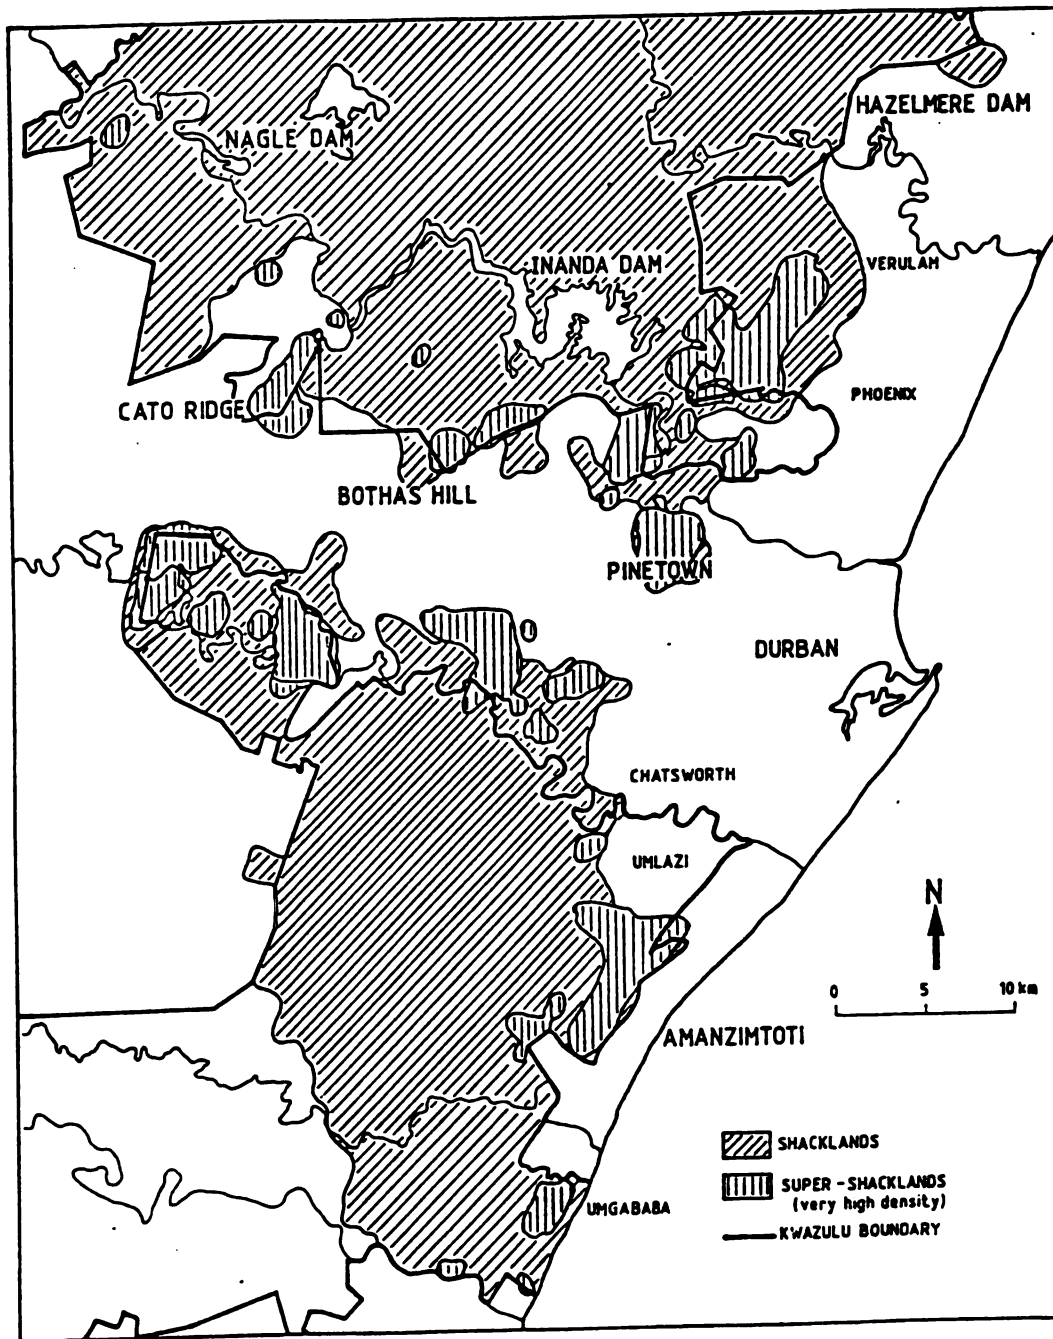 HAZELMERE DAM
NAGLE DAM
VERULAM
INANDA DAM
PHOENIX
CATO RIDGE
BOTHAS HILL
PINETOWN
DURBAN
CHATSWORTH
UMLAZI
N
0 5 10 km
AMANZIMTOTI
SHACKLANDS
SUPER-SHACKLANDS
(very high density)
UMGABABA
KWAZULU BOUNDARY